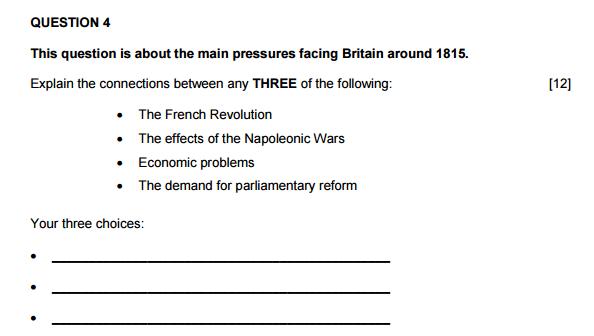 QUESTION 4
This question is about the main pressures facing Britain around 1815.
Explain the connections between any THREE of the following: [12]
• The French Revolution
• The effects of the Napoleonic Wars
• Economic problems
• The demand for parliamentary reform
Your three choices:
•
•
•